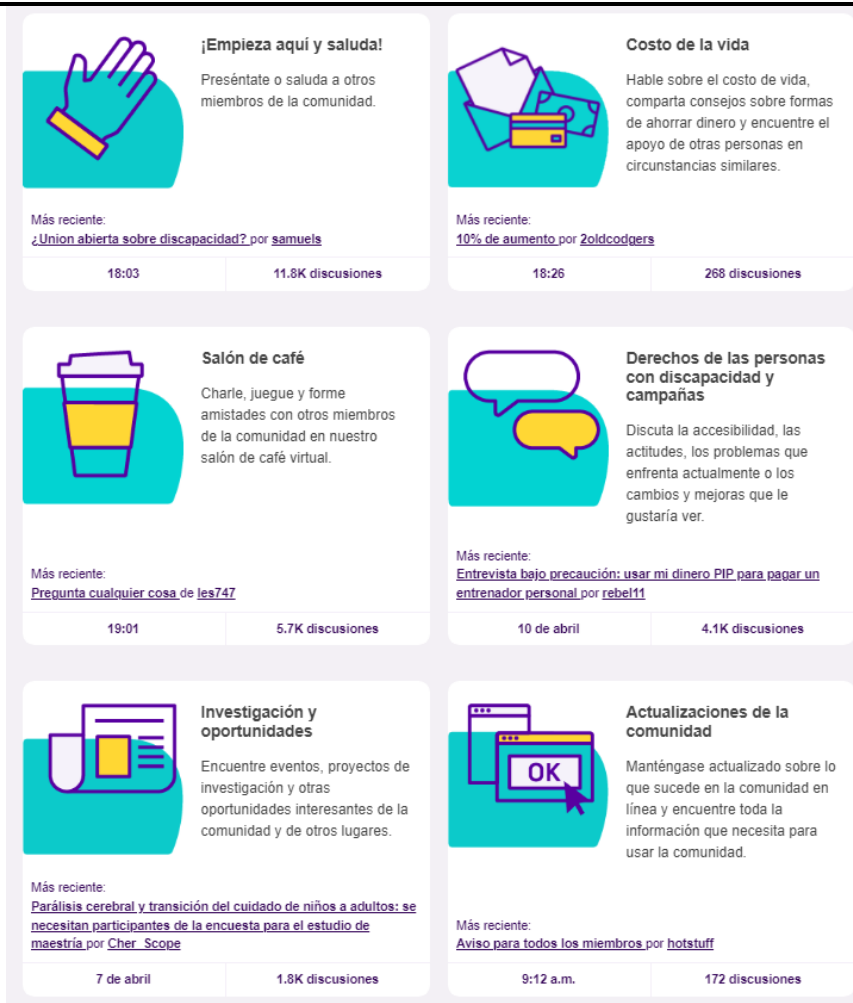 ¡Empieza aquí y saluda!
Preséntate o saluda a otros
miembros de la comunidad.
Más reciente:
¿Union abierta sobre discapacidad? por samuels
18:03
11.8K discusiones
Costo de la vida
Hable sobre el costo de vida,
comparta consejos sobre formas
de ahorrar dinero y encuentre el
apoyo de otras personas en
circunstancias similares.
Más reciente:
10% de aumento por 2oldcodgers
18:26
268 discusiones
Salón de café
Charle, juegue y forme
amistades con otros miembros
de la comunidad en nuestro
salón de café virtual.
Más reciente:
Pregunta cualquier cosa de les747
19:01
5.7K discusiones
Derechos de las personas
con discapacidad y
campañas
Discuta la accesibilidad, las
actitudes, los problemas que
enfrenta actualmente o los
cambios y mejoras que le
gustaría ver.
Más reciente:
Entrevista bajo precaución: usar mi dinero PIP para pagar un
entrenador personal por rebel11
10 de abril
4.1K discusiones
Investigación y
oportunidades
Encuentre eventos, proyectos de
investigación y otras
oportunidades interesantes de la
comunidad y de otros lugares.
Más reciente:
Parálisis cerebral y transición del cuidado de niños a adultos: se
necesitan participantes de la encuesta para el estudio de
maestría por Cher_Scope
7 de abril
1.8K discusiones
OK
Actualizaciones de la
comunidad
Manténgase actualizado sobre lo
que sucede en la comunidad en
línea y encuentre toda la
información que necesita para
usar la comunidad.
Más reciente:
Aviso para todos los miembros por hotstuff
9:12 a.m.
172 discusiones